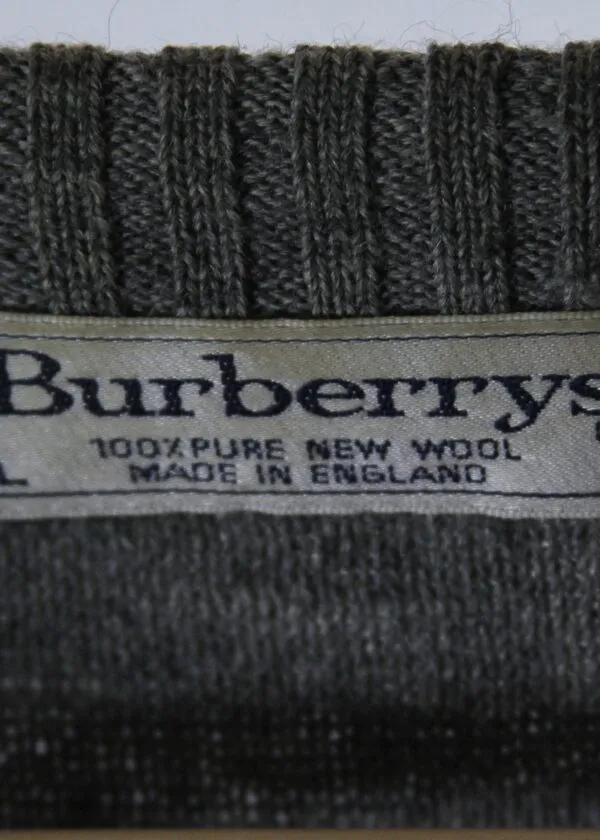 Burberrys
100% PURE NEW WOOL
L
MADE IN ENGLAND